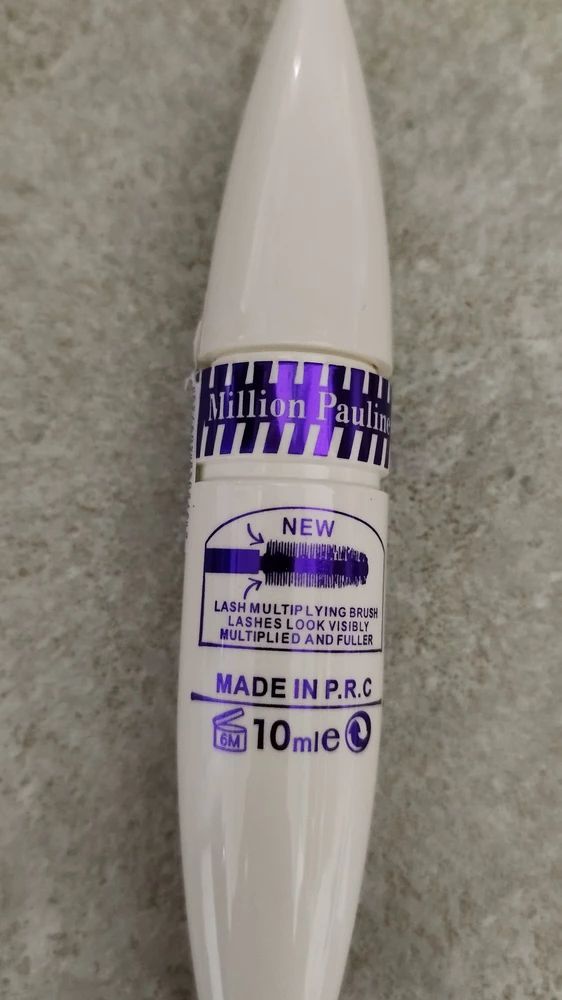 Million Pauline
NEW
LASH MULTIPLYING BRUSH
LASHES LOOK VISIBLY
MULTIPLIED AND FULLER
MADE IN P.R.C
6M 10ml e